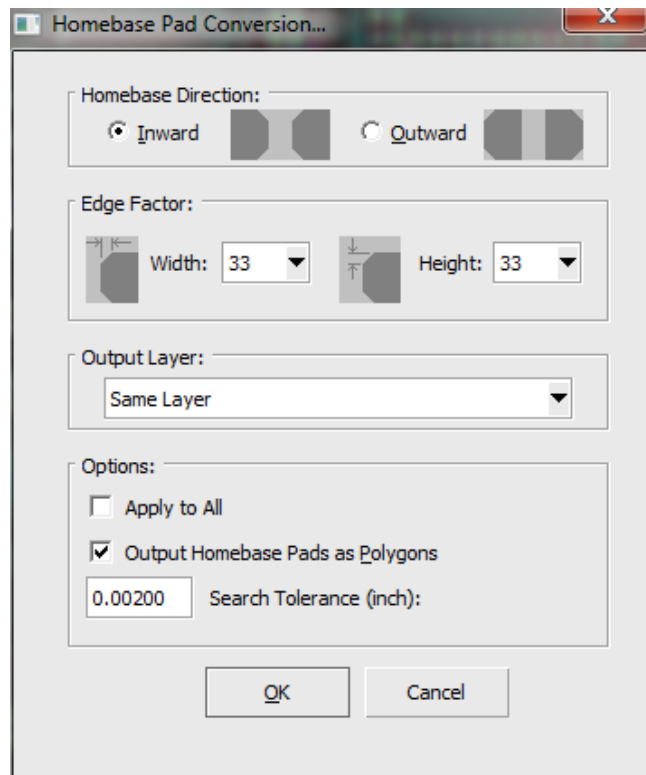 Homebase Pad Conversion...
X
Homebase Direction:
Inward Outward
Edge Factor:
Width: 33 Height: 33
Output Layer:
Same Layer
Options:
Apply to All
Output Homebase Pads as Polygons
0.00200 Search Tolerance (inch):
OK Cancel